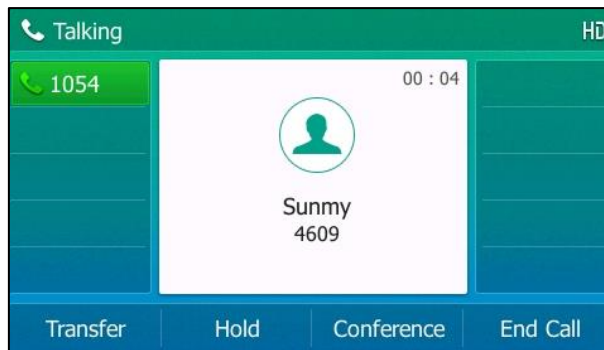 Talking HD
1054
00 : 04
Sunmy
4609
Transfer Hold Conference End Call